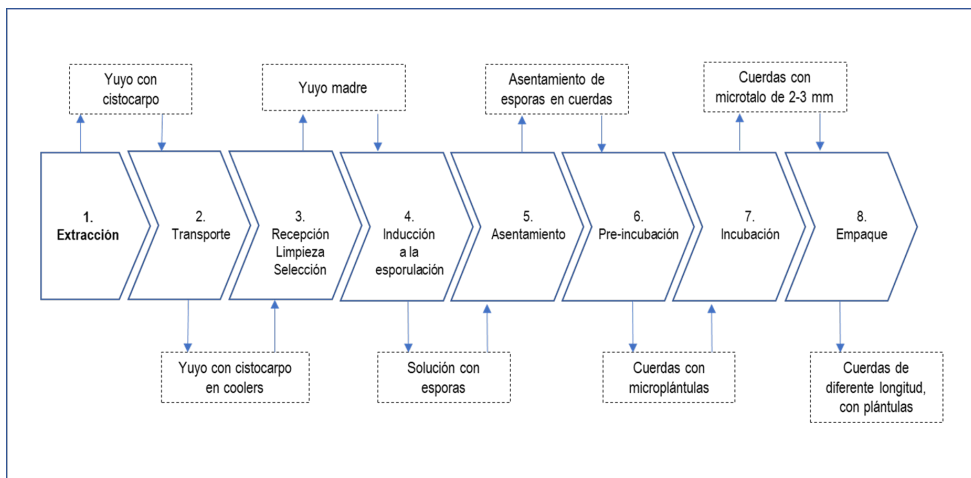 Yuyo con
cistocarpo
Yuyo madre
Asentamiento de
esporas en cuerdas
Cuerdas con
microtalo de 2-3 mm
1.
Extracción
2.
Transporte
3.
Recepción
Limpieza
Selección
4.
Inducción
a la
esporulación
5.
Asentamiento
6.
Pre-incubación
7.
Incubación
8.
Empaque
Yuyo con cistocarpo
en coolers
Solución con
esporas
Cuerdas con
microplántulas
Cuerdas de
diferente longitud,
con plántulas